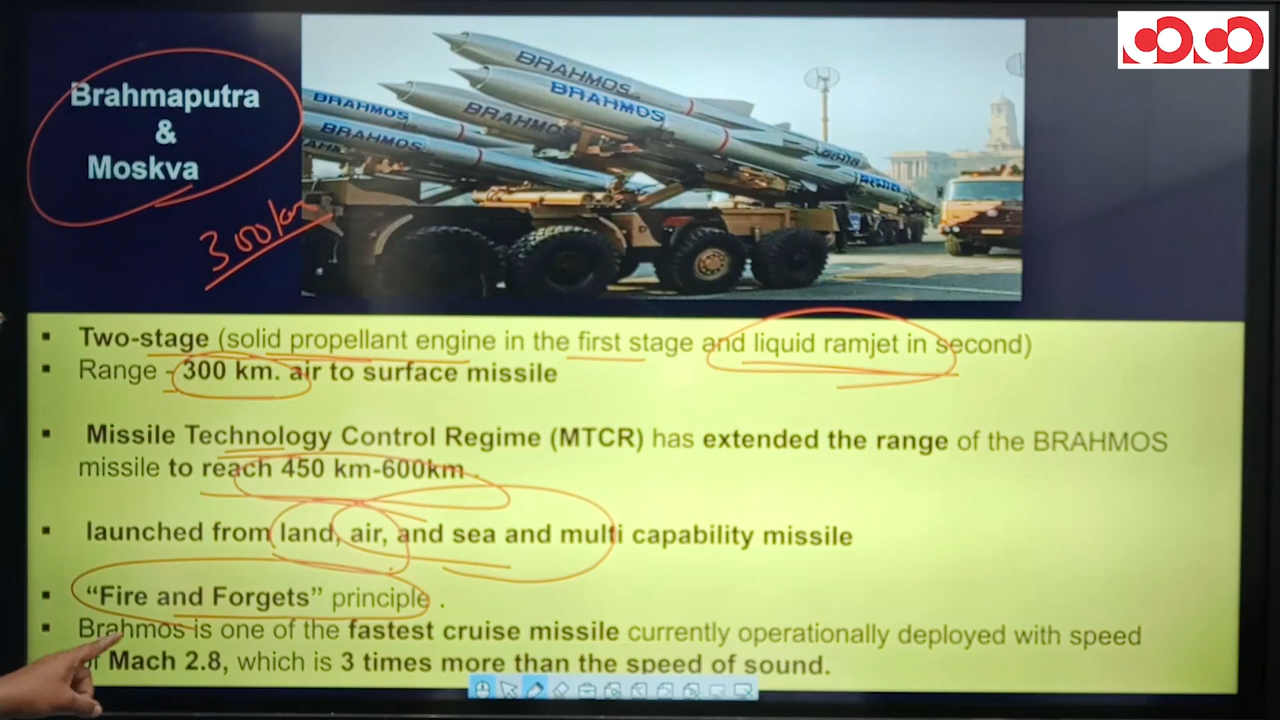 Brahmaputra
&
Moskva
300km
BRAHMOS
BRAHMOS
BRAHMOS
BRAHMOS
BRAHMOS
▪ Two-stage (solid propellant engine in the first stage and liquid ramjet in second)
▪ Range - 300 km. air to surface missile
▪ Missile Technology Control Regime (MTCR) has extended the range of the BRAHMOS
missile to reach 450 km-600km .
▪ launched from land, air, and sea and multi capability missile
▪ “Fire and Forgets” principle .
▪ Brahmos is one of the fastest cruise missile currently operationally deployed with speed
of Mach 2.8, which is 3 times more than the speed of sound.